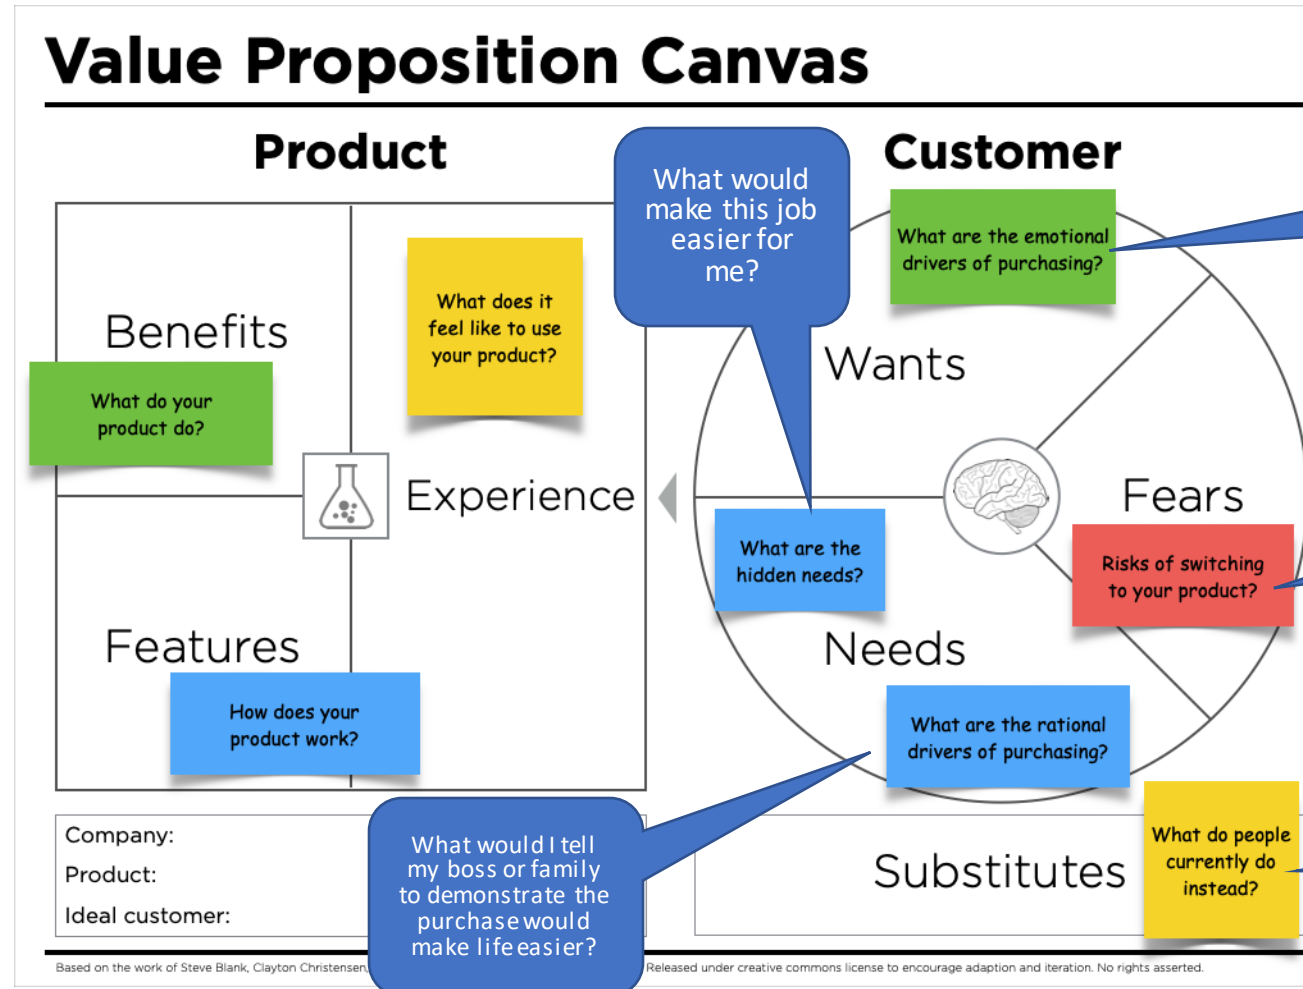 Value Proposition Canvas
Product
Customer
What would
make this job
easier for
me?
What are the emotional
drivers of purchasing?
What does it
feel like to use
your product?
Benefits
What do your
product do?
Wants
Experience
Fears
What are the
hidden needs?
Risks of switching
to your product?
Features
Needs
How does your
product work?
What are the rational
drivers of purchasing?
Company:
Product:
Ideal customer:
What would I tell
my boss or family
to demonstrate the
purchase would
make life easier?
Substitutes
What do people
currently do
instead?
Based on the work of Steve Blank, Clayton Christensen,
Released under creative commons license to encourage adaption and iteration. No rights asserted.